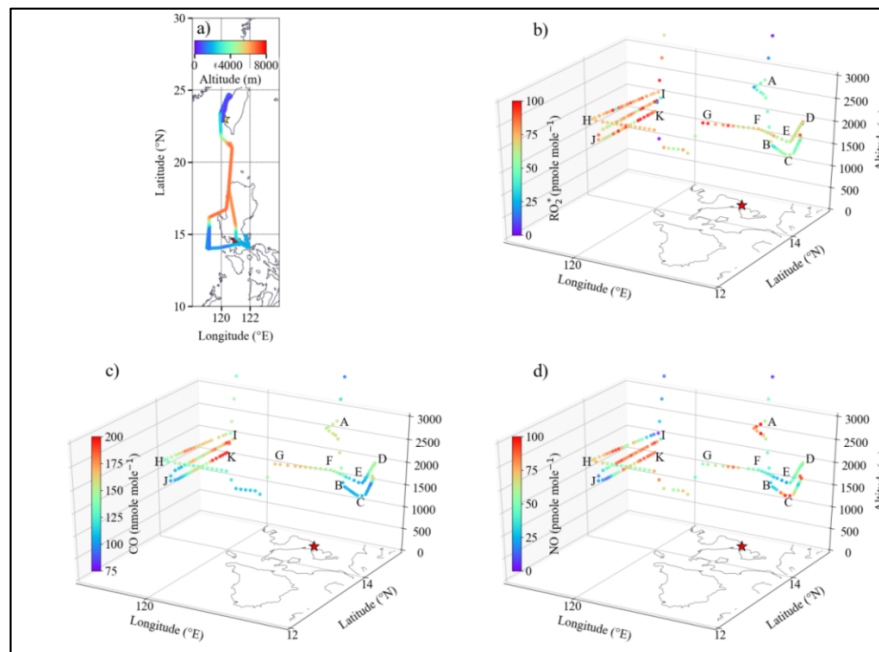 a)
30
25
20
15
10
0 4000 8000
Altitude (m)
Latitude (°N)
120 122
Longitude (°E)
b)
100
75
50
25
0
RO₂* (pmole mole⁻¹)
A
I
H
G
F
D
K
E
J
B
C
3000
2500
2000
1500
1000
500
0
120
Longitude (°E)
14
12
Latitude (°N)
c)
200
175
150
125
100
75
CO (nmole mole⁻¹)
A
I
D
H
G
F
K
E
J
B
C
3000
2500
2000
1500
1000
500
0
120
Longitude (°E)
14
12
Latitude (°N)
d)
100
75
50
25
0
NO (pmole mole⁻¹)
A
I
D
H
G
F
K
E
J
B
C
3000
2500
2000
1500
1000
500
0
120
Longitude (°E)
14
12
Latitude (°N)